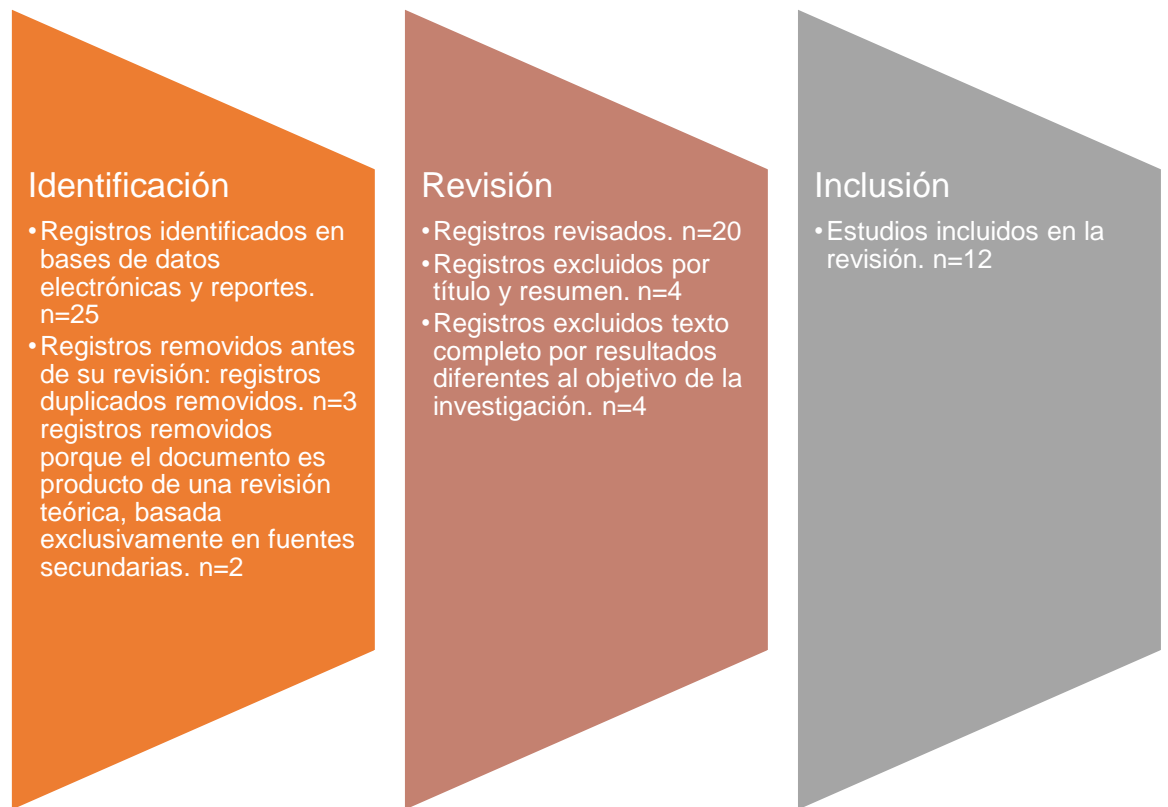 Identificación
•Registros identificados en
bases de datos
electrónicas y reportes.
n=25
•Registros removidos antes
de su revisión: registros
duplicados removidos. n=3
registros removidos
porque el documento es
producto de una revisión
teórica, basada
exclusivamente en fuentes
secundarias. n=2
Revisión
•Registros revisados. n=20
•Registros excluidos por
título y resumen. n=4
•Registros excluidos texto
completo por resultados
diferentes al objetivo de la
investigación. n=4
Inclusión
•Estudios incluidos en la
revisión. n=12